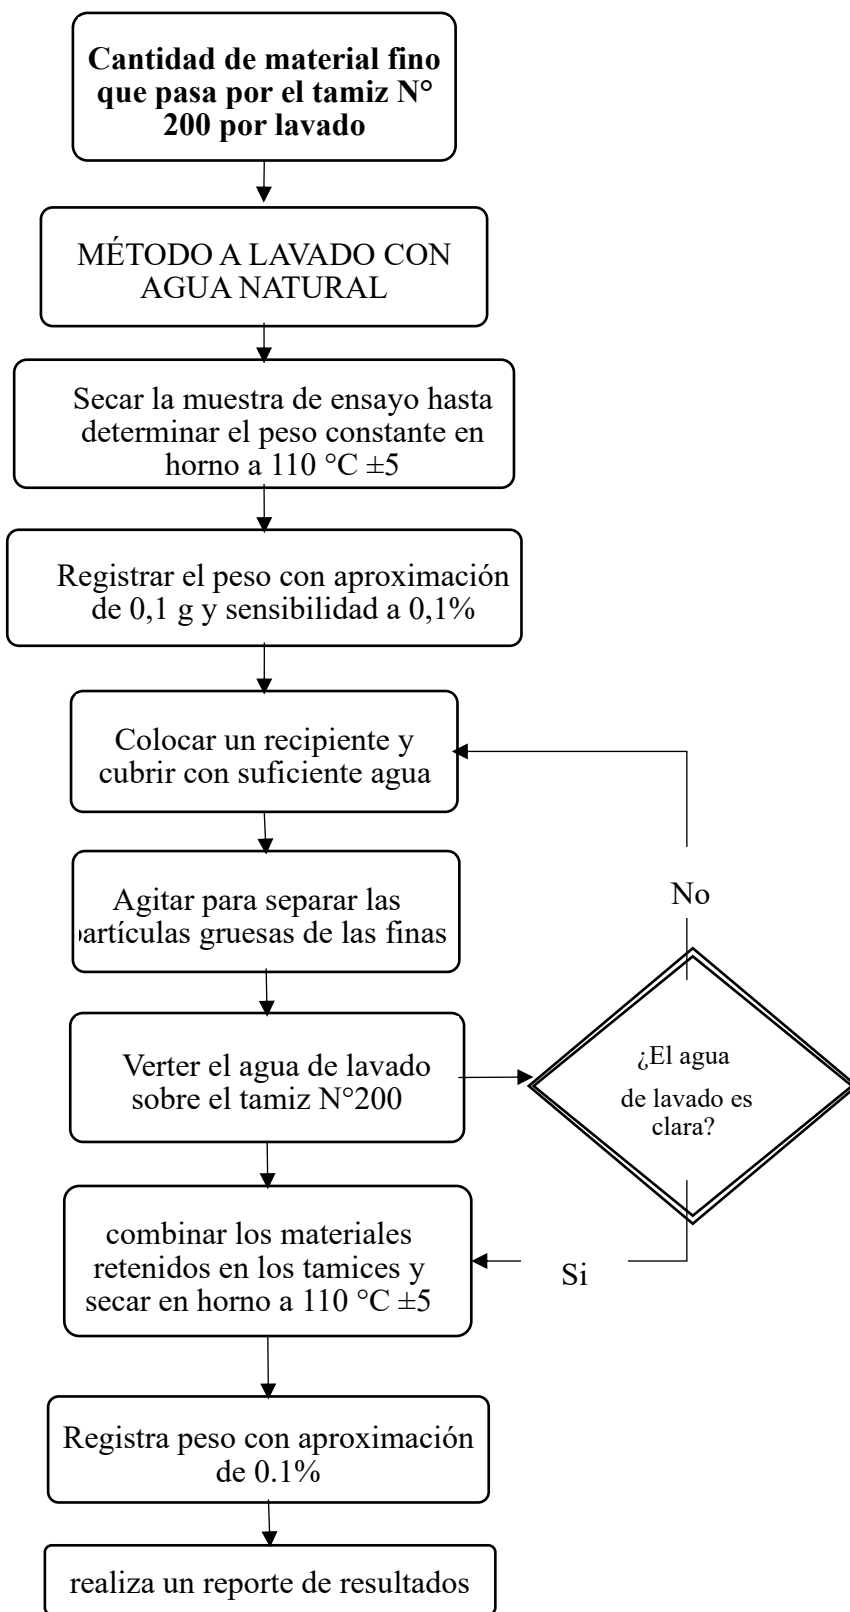 Cantidad de material fino
que pasa por el tamiz N°
200 por lavado
MÉTODO A LAVADO CON
AGUA NATURAL
Secar la muestra de ensayo hasta
determinar el peso constante en
horno a 110 °C ±5
Registrar el peso con aproximación
de 0,1 g y sensibilidad a 0,1%
Colocar un recipiente y
cubrir con suficiente agua
Agitar para separar las
partículas gruesas de las finas
No
Verter el agua de lavado
sobre el tamiz N°200
¿El agua
de lavado es
clara?
combinar los materiales
retenidos en los tamices y
secar en horno a 110 °C ±5
Si
Registra peso con aproximación
de 0.1%
realiza un reporte de resultados